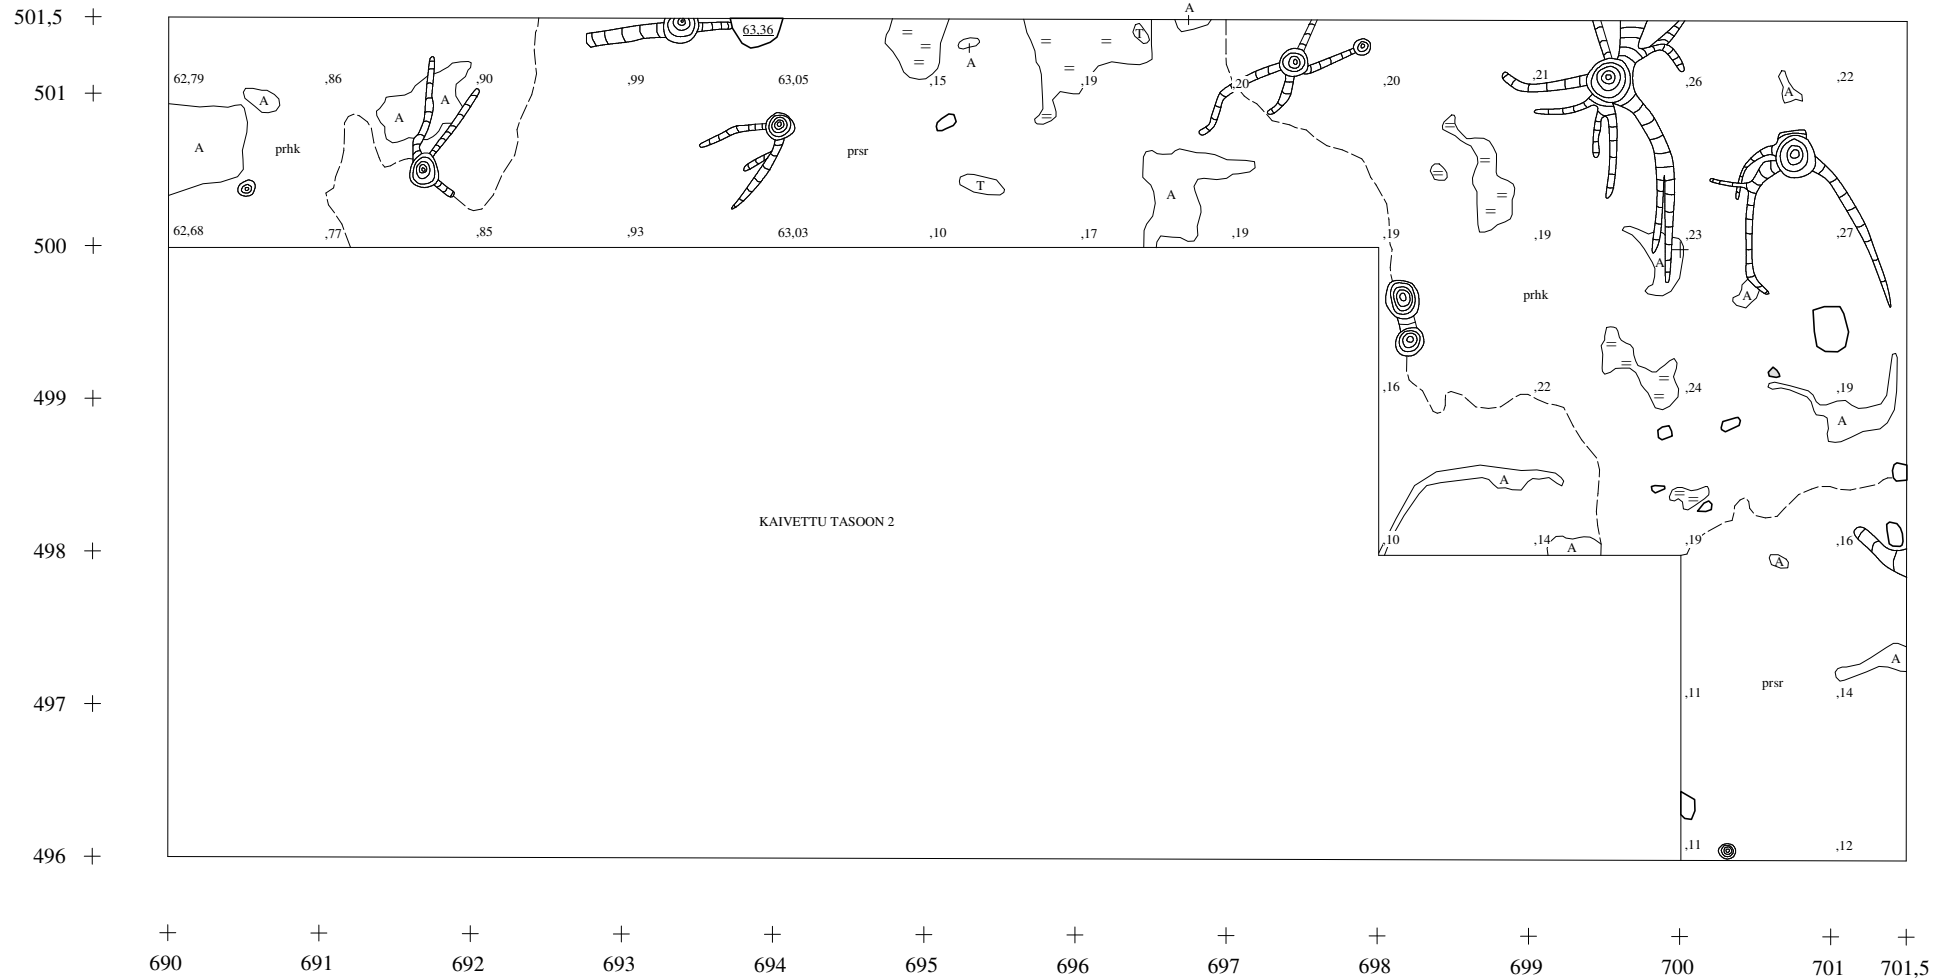 501,5
A
63,36
T
A
62,79 ,86 ,90 ,99 63,05 ,15 ,19 ,20 ,20 ,21 ,26 ,22
501
A A A
A
A prhk prsr prhk
T
A
500
62,68 ,77 ,85 ,93 63,03 ,10 ,17 ,19 ,19 ,19 ,23 ,27
A
A
499
,16 ,22 ,24 ,19
A
A
KAIVETTU TASOON 2
498
,10 ,14 ,19 ,16
A
A
A
497
,11 prsr ,14
496
,11 ,12
690 691 692 693 694 695 696 697 698 699 700 701 701,5